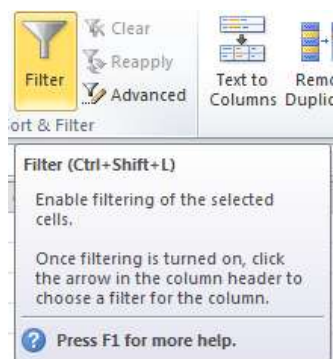 Filter
Clear
Reapply
Advanced
Text to
Columns
Remo
Duplic
ort & Filter
Filter (Ctrl+Shift+L)
Enable filtering of the selected
cells.
Once filtering is turned on, click
the arrow in the column header to
choose a filter for the column.
Press F1 for more help.